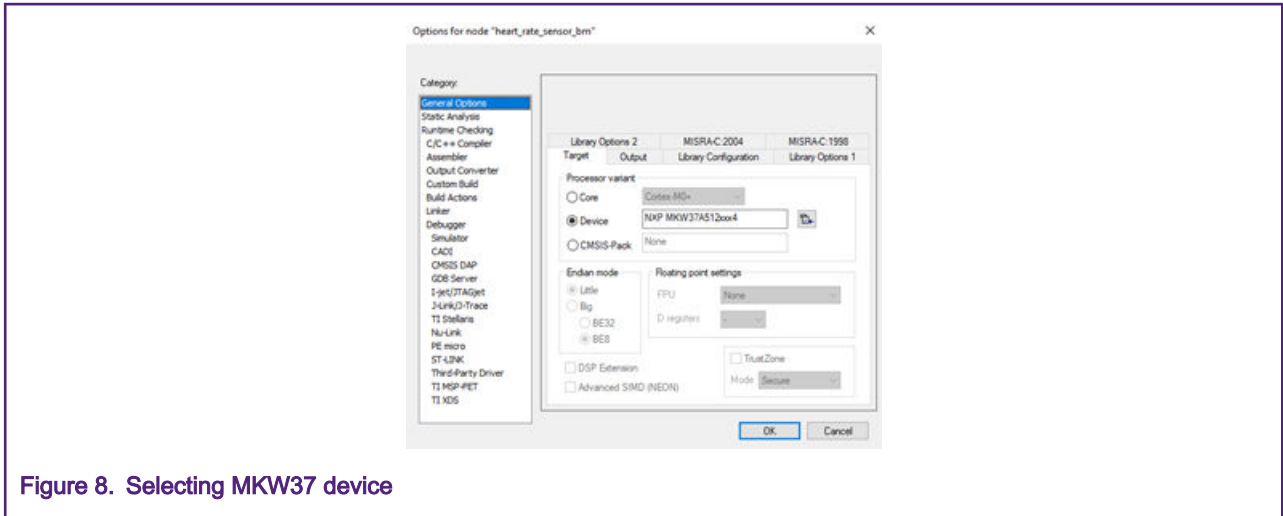 Options for node "heart_rate_sensor_bm"
Category:
General Options
Static Analysis
Runtime Checking
C/C++ Compiler
Assembler
Output Converter
Custom Build
Build Actions
Linker
Debugger
Simulator
CADI
CMSIS DAP
GDB Server
I-jet/JTAGjet
J-Link/J-Trace
TI Stellaris
Nu-Link
PE micro
ST-LINK
Third-Party Driver
TI MSP-FET
TI XDS
Library Options 2 MISRA-C:2004 MISRA-C:1998
Target Output Library Configuration Library Options 1
Processor variant
Core Cortex-M0+
Device NXP MKW37A512xxx4
CMSIS-Pack None
Endian mode
Little
Big
BE32
BE8
Floating point settings
FPU None
D registers -
DSP Extension
Advanced SIMD (NEON)
TrustZone
Mode Secure
OK Cancel
Figure 8. Selecting MKW37 device